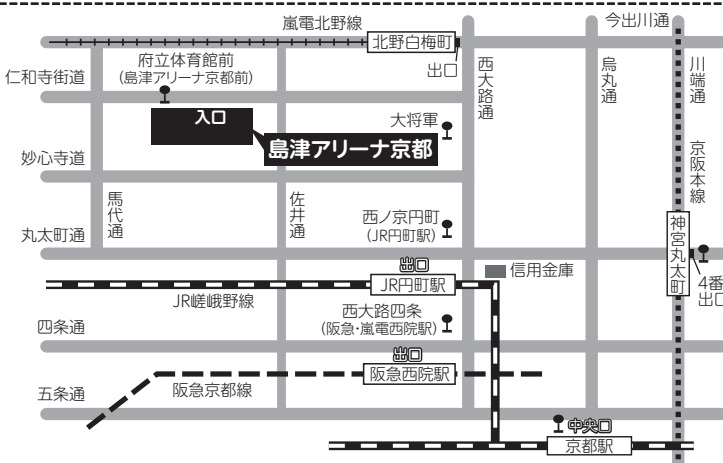 嵐電北野線
今出川通
北野白梅町
出口
仁和寺街道
府立体育館前
(島津アリーナ京都前)
西大路通
烏丸通
川端通
入口
大将軍
島津アリーナ京都
妙心寺道
京阪本線
馬代通
佐井通
西ノ京円町
(JR円町駅)
丸太町通
神宮丸太町
出口
信用金庫
4番
出口
JR円町駅
JR嵯峨野線
西大路四条
(阪急・嵐電西院駅)
四条通
出口
阪急西院駅
阪急京都線
五条通
中央口
京都駅